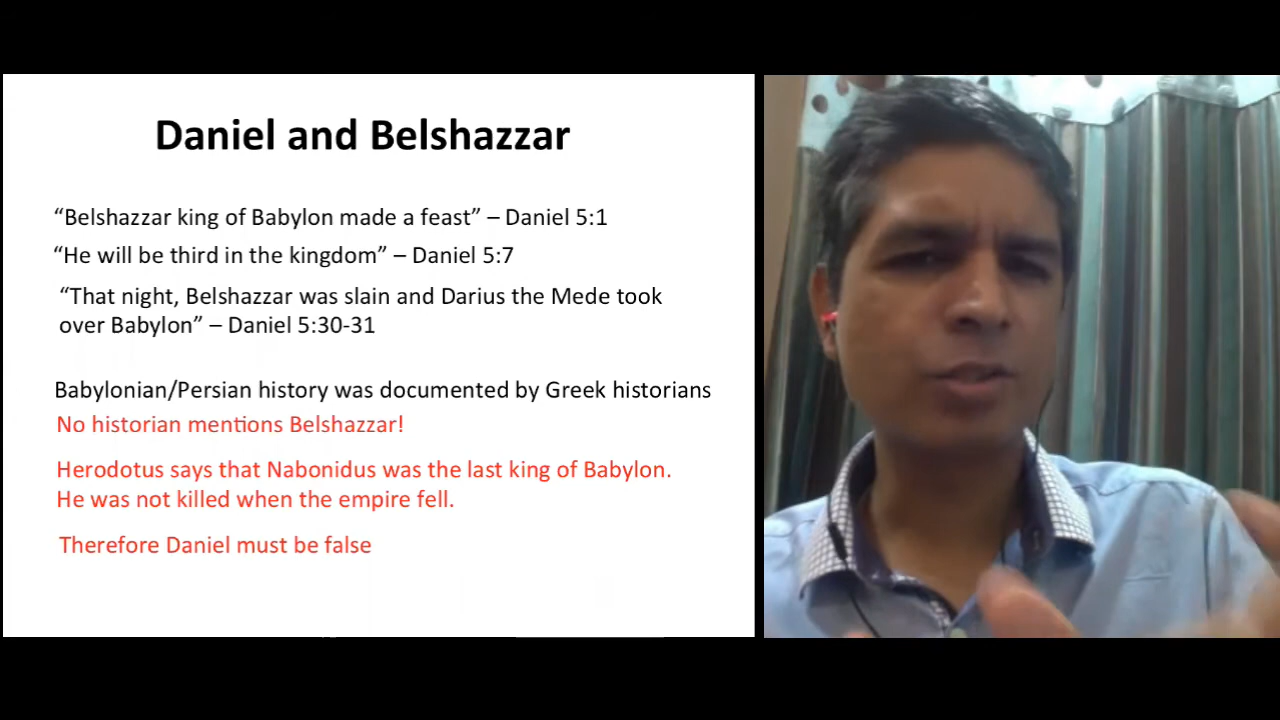 Daniel and Belshazzar
“Belshazzar king of Babylon made a feast” – Daniel 5:1
“He will be third in the kingdom” – Daniel 5:7
“That night, Belshazzar was slain and Darius the Mede took
over Babylon” – Daniel 5:30-31
Babylonian/Persian history was documented by Greek historians
No historian mentions Belshazzar!
Herodotus says that Nabonidus was the last king of Babylon.
He was not killed when the empire fell.
Therefore Daniel must be false